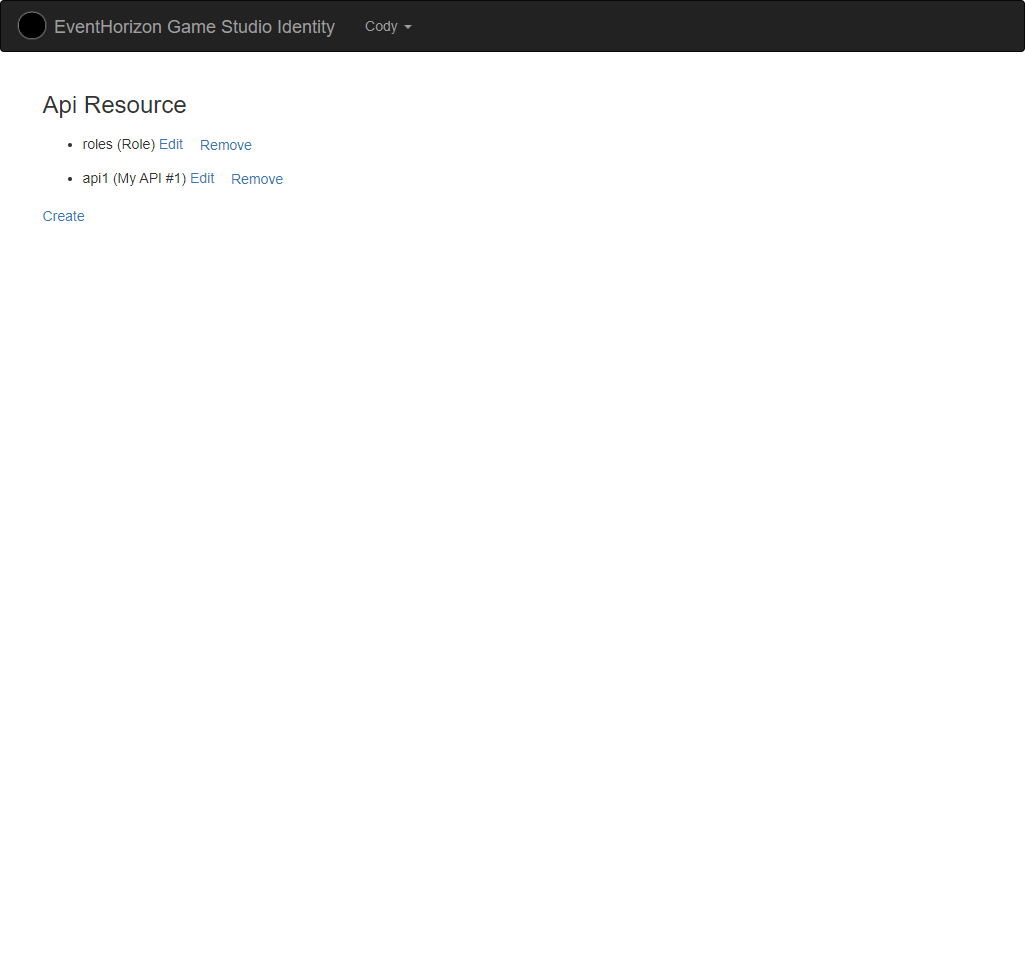 EventHorizon Game Studio Identity Cody
Api Resource
roles (Role) Edit Remove
api1 (My API #1) Edit Remove
Create